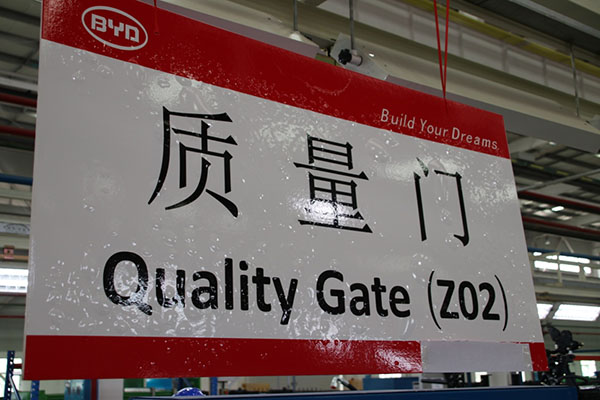 BYD
Build Your Dreams
质量门
Quality Gate (Z02)